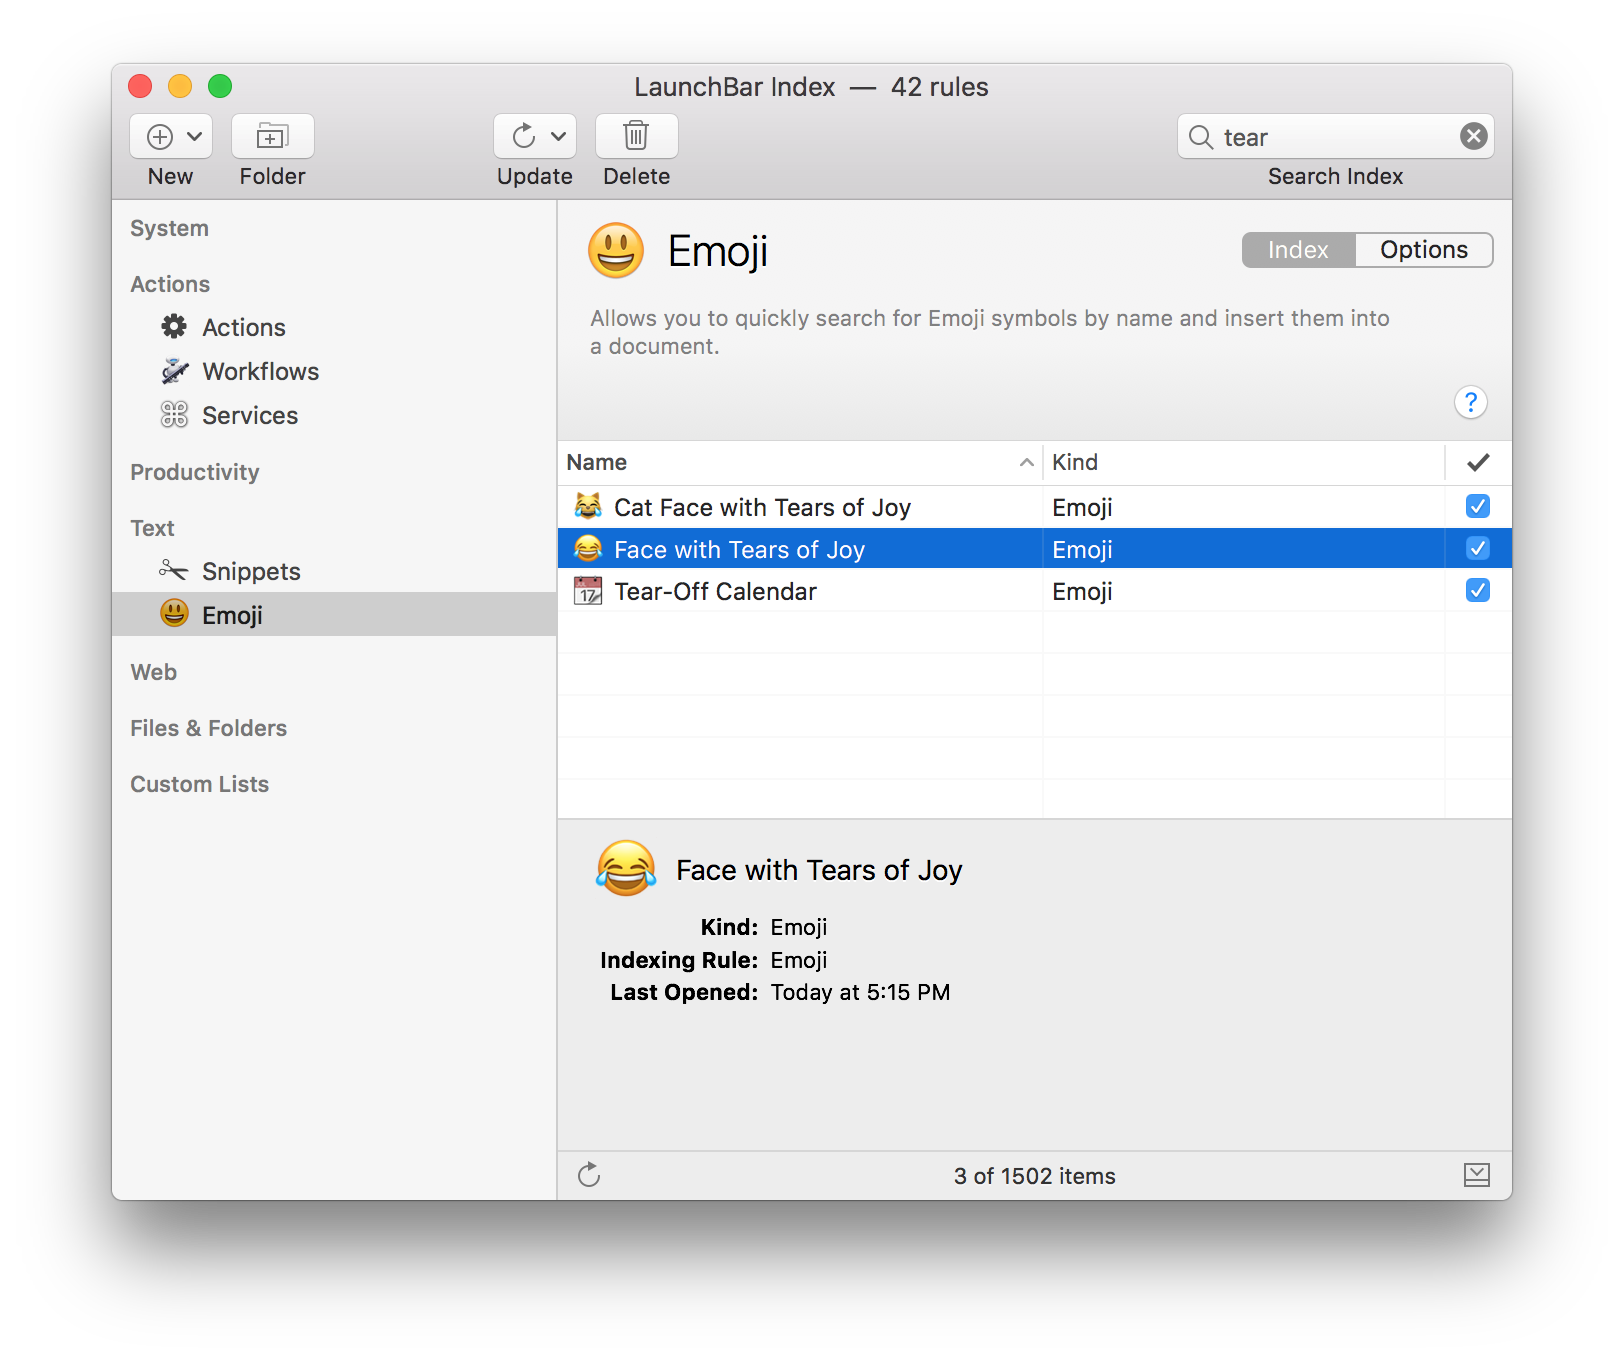 LaunchBar Index — 42 rules
New
Folder
Update
Delete
tear
Search Index
System
Actions
Actions
Workflows
Services
Productivity
Text
Snippets
Emoji
Web
Files & Folders
Custom Lists
Emoji
Index
Options
Allows you to quickly search for Emoji symbols by name and insert them into
a document.
?
Name
Kind
Cat Face with Tears of Joy
Emoji
Face with Tears of Joy
Emoji
17
Tear-Off Calendar
Emoji
Face with Tears of Joy
Kind: Emoji
Indexing Rule: Emoji
Last Opened: Today at 5:15 PM
3 of 1502 items